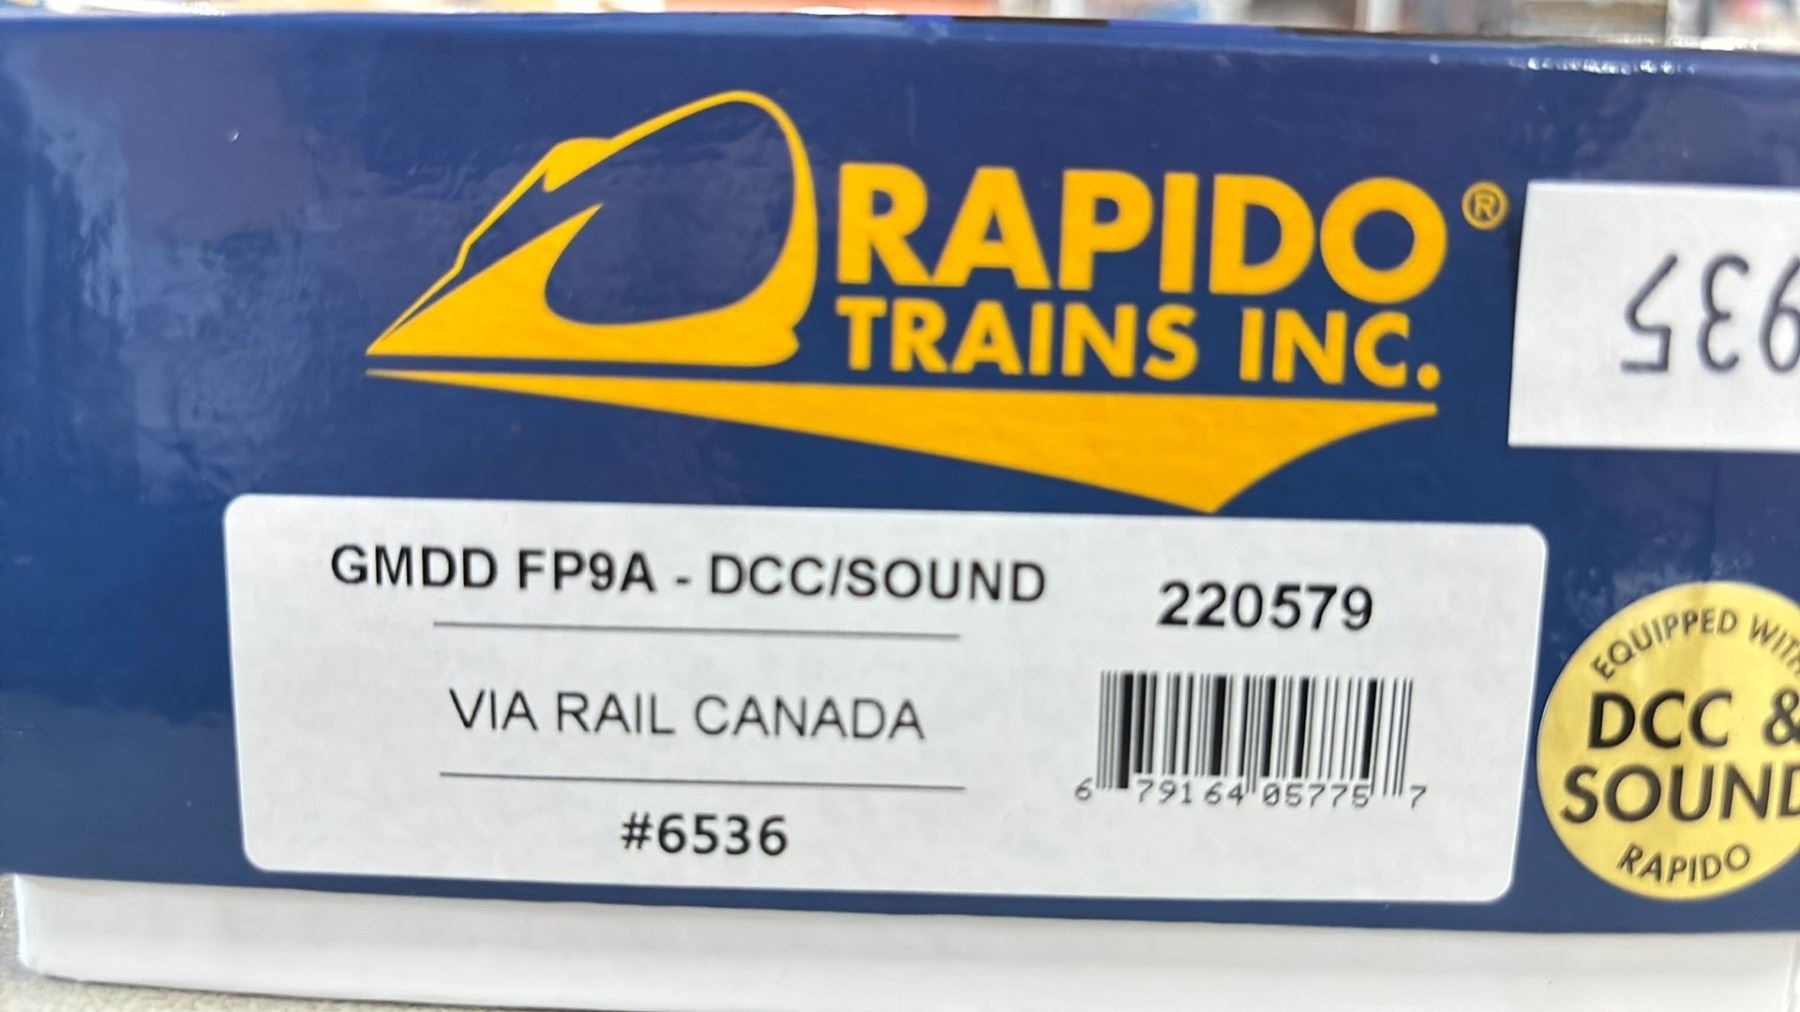 RAPIDO®
TRAINS INC.
GMDD FP9A - DCC/SOUND
220579
VIA RAIL CANADA
#6536
6 79164 05775 7
EQUIPPED WITH
DCC &
SOUND
RAPIDO